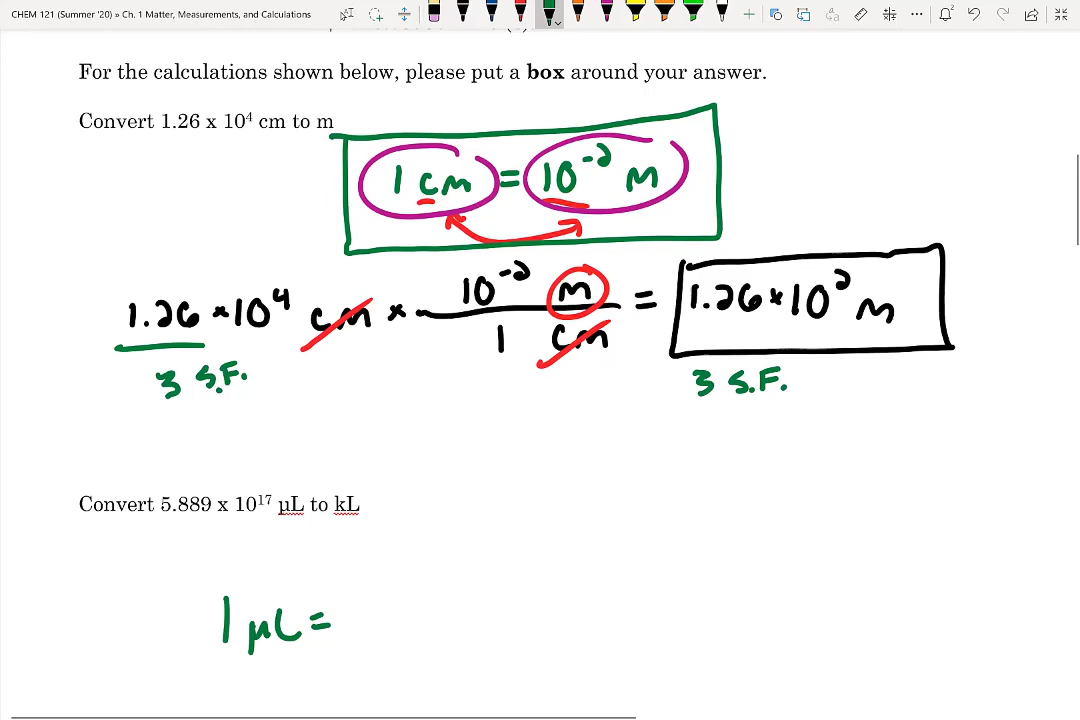 CHEM 121 (Summer '20) » Ch. 1 Matter, Measurements, and Calculations
For the calculations shown below, please put a box around your answer.
Convert 1.26 x 10⁴ cm to m
1 cm = 10⁻² m
1.26 × 10⁴ cm × 10⁻² m / 1 cm = 1.26 × 10² m
3 S.F. 3 S.F.
Convert 5.889 x 10¹⁷ µL to kL
1 µL =